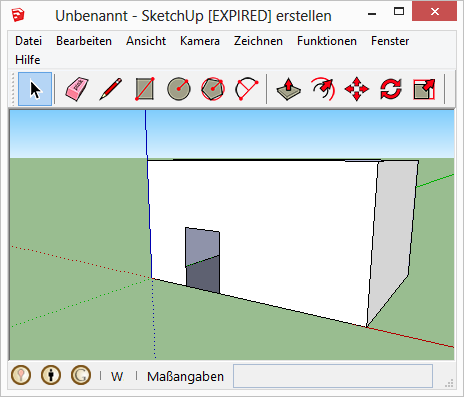 Unbenannt - SketchUp [EXPIRED] erstellen
Datei Bearbeiten Ansicht Kamera Zeichnen Funktionen Fenster
Hilfe
G W Maßangaben